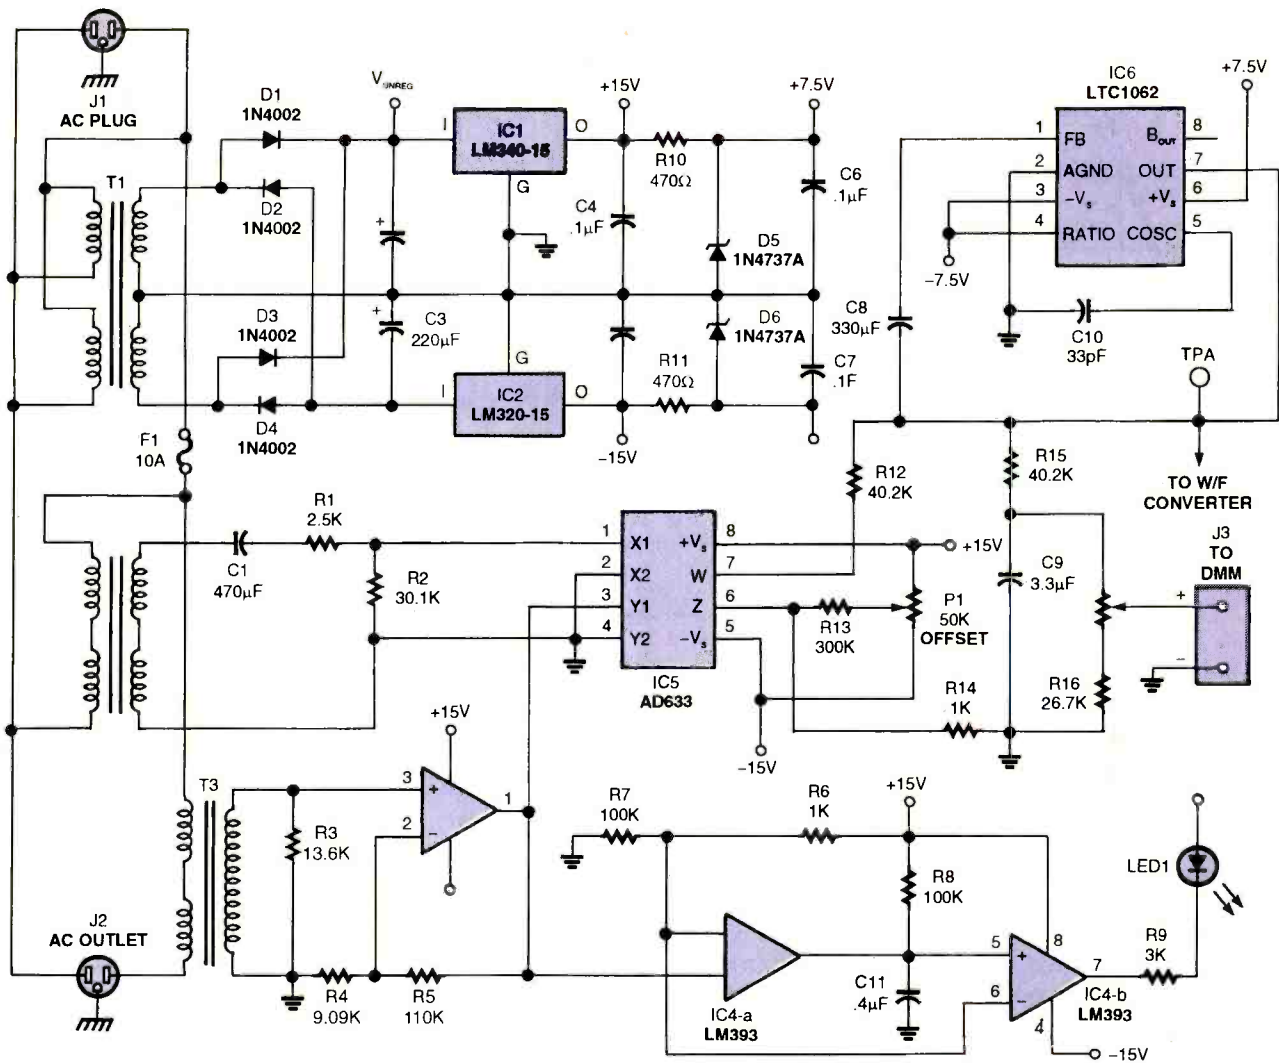 J1
AC PLUG
D1
1N4002
D2
1N4002
T1
D3
1N4002
D4
1N4002
F1
10A
V UNREG
I
IC1
LM340-15
O
G
+
+
C3
220µF
G
I
IC2
LM320-15
O
+15V
C4
.1µF
R10
470Ω
+7.5V
C6
.1µF
D5
1N4737A
D6
1N4737A
R11
470Ω
C7
.1F
-15V
IC6
LTC1062
+7.5V
1
FB
BOUT
8
2
AGND
OUT
7
3
-Vs
+Vs
6
4
RATIO
COSC
5
-7.5V
C10
33pF
C8
330µF
TPA
TO W/F
CONVERTER
R12
40.2K
R15
40.2K
J3
TO
DMM
+
-
C9
3.3µF
R16
26.7K
R1
2.5K
C1
470µF
R2
30.1K
1
X1
+Vs
8
2
X2
W
7
3
Y1
Z
6
4
Y2
-Vs
5
IC5
AD633
+15V
P1
50K
OFFSET
R13
300K
R14
1K
-15V
T3
+15V
3
+
1
2
-
R3
13.6K
R4
9.09K
R5
110K
J2
AC OUTLET
R7
100K
R6
1K
+15V
R8
100K
IC4-a
LM393
C11
.4µF
5
+
8
7
6
-
4
IC4-b
LM393
-15V
R9
3K
LED1